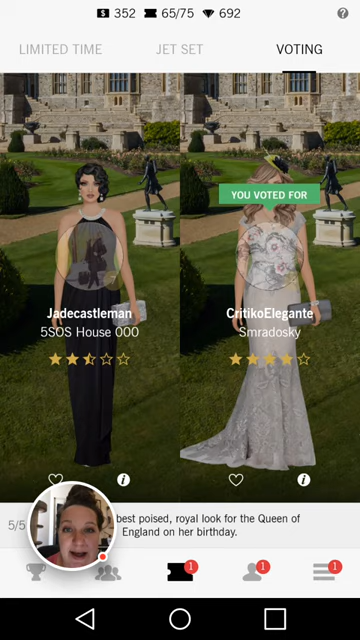 352 65/75 692 ?
LIMITED TIME JET SET VOTING
YOU VOTED FOR
Jadecastleman CritikoElegante
5SOS House 000 Smradosky
5/5 best poised, royal look for the Queen of
England on her birthday.
1 1 1